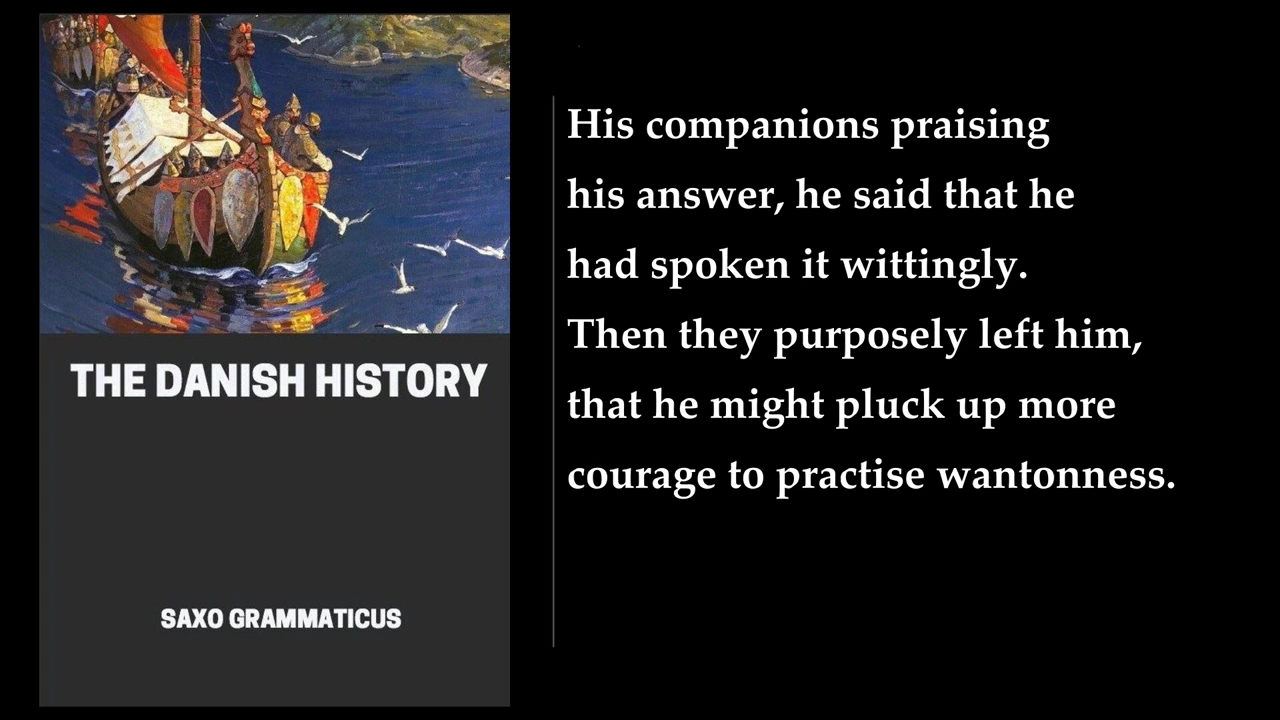 THE DANISH HISTORY
SAXO GRAMMATICUS
His companions praising
his answer, he said that he
had spoken it wittingly.
Then they purposely left him,
that he might pluck up more
courage to practise wantonness.